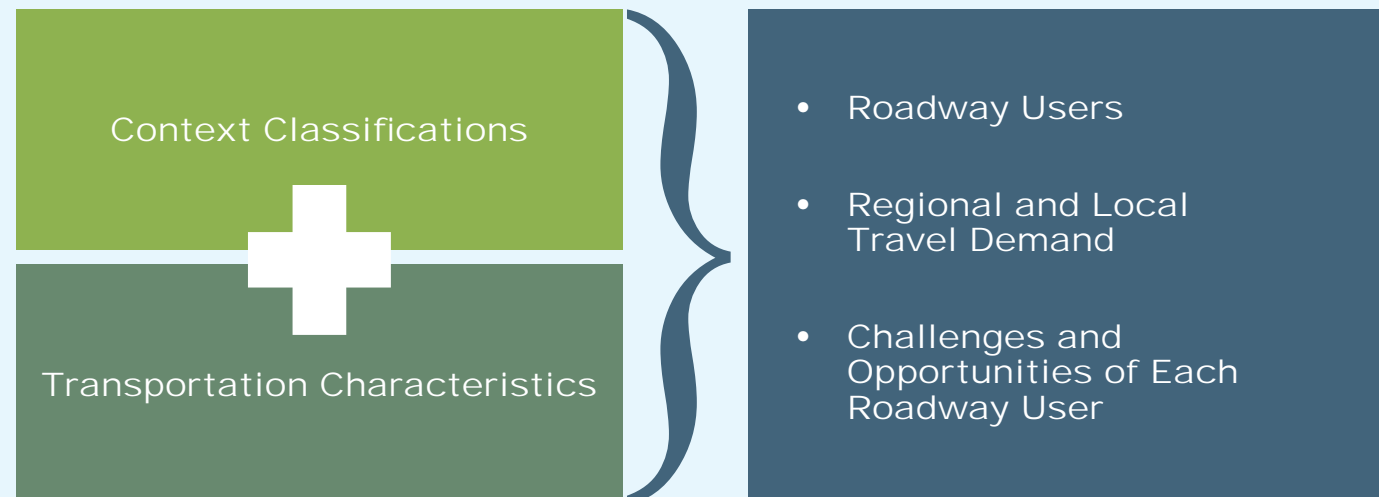 Context Classifications
Transportation Characteristics
• Roadway Users
• Regional and Local
Travel Demand
• Challenges and
Opportunities of Each
Roadway User